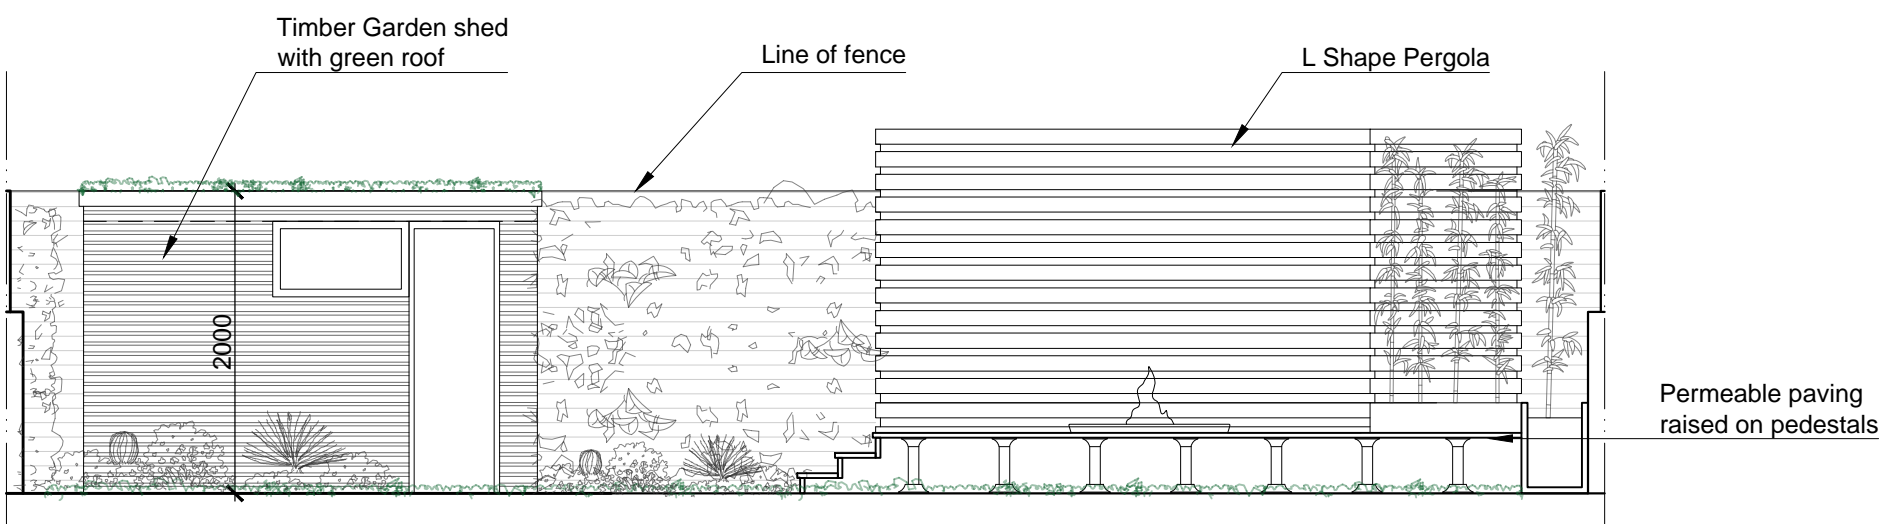 Timber Garden shed
with green roof
Line of fence
L Shape Pergola
2000
Permeable paving
raised on pedestals